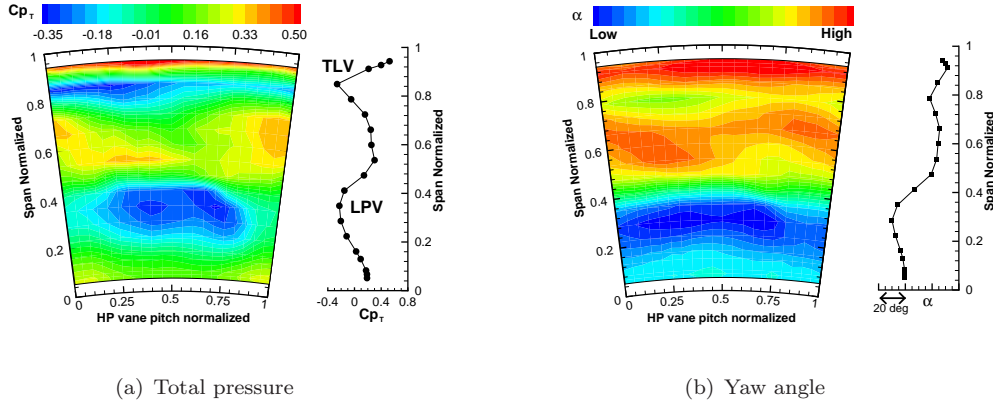 Cp_T
-0.35 -0.18 -0.01 0.16 0.33 0.50
1
0.8
0.6
0.4
0.2
0
Span Normalized
0 0.25 0.5 0.75 1
HP vane pitch normalized
TLV
LPV
1
0.8
0.6
0.4
0.2
0
Span Normalized
-0.4 0 0.4 0.8
Cp_T
(a) Total pressure
α
Low High
1
0.8
0.6
0.4
0.2
0
Span Normalized
0 0.25 0.5 0.75 1
HP vane pitch normalized
1
0.8
0.6
0.4
0.2
0
Span Normalized
20 deg α
(b) Yaw angle